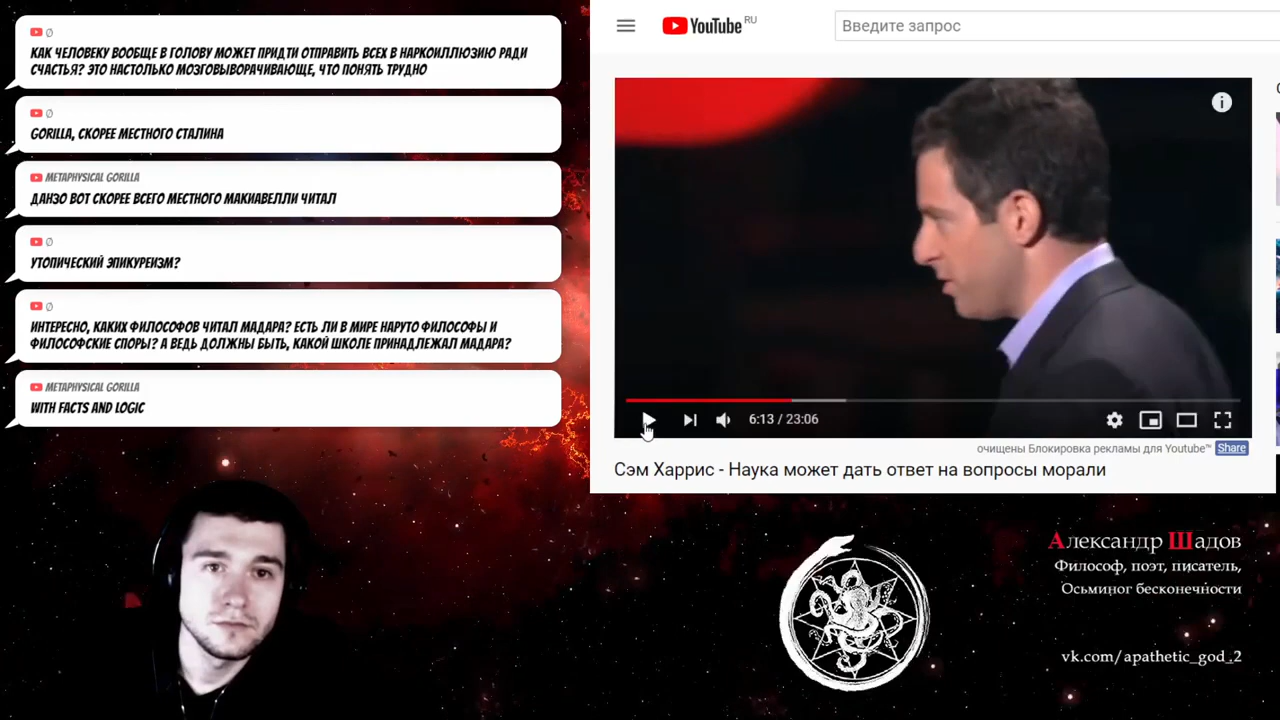 Ø
КАК ЧЕЛОВЕКУ ВООБЩЕ В ГОЛОВУ МОЖЕТ ПРИДТИ ОТПРАВИТЬ ВСЕХ В НАРКОИЛЛЮЗИЮ РАДИ
СЧАСТЬЯ? ЭТО НАСТОЛЬКО МОЗГОВЫВОРАЧИВАЮЩЕ, ЧТО ПОНЯТЬ ТРУДНО
Ø
GORILLA, СКОРЕЕ МЕСТНОГО СТАЛИНА
METAPHYSICAL GORILLA
ДАНЗО ВОТ СКОРЕЕ ВСЕГО МЕСТНОГО МАКИАВЕЛЛИ ЧИТАЛ
Ø
УТОПИЧЕСКИЙ ЭПИКУРЕИЗМ?
Ø
ИНТЕРЕСНО, КАКИХ ФИЛОСОФОВ ЧИТАЛ МАДАРА? ЕСТЬ ЛИ В МИРЕ НАРУТО ФИЛОСОФЫ И
ФИЛОСОФСКИЕ СПОРЫ? А ВЕДЬ ДОЛЖНЫ БЫТЬ, КАКОЙ ШКОЛЕ ПРИНАДЛЕЖАЛ МАДАРА?
METAPHYSICAL GORILLA
WITH FACTS AND LOGIC
YouTube RU
Введите запрос
6:13 / 23:06
очищены Блокировка рекламы для Youtube™ Share
Сэм Харрис - Наука может дать ответ на вопросы морали
Александр Шадов
Философ, поэт, писатель,
Осьминог бесконечности
vk.com/apathetic_god_2